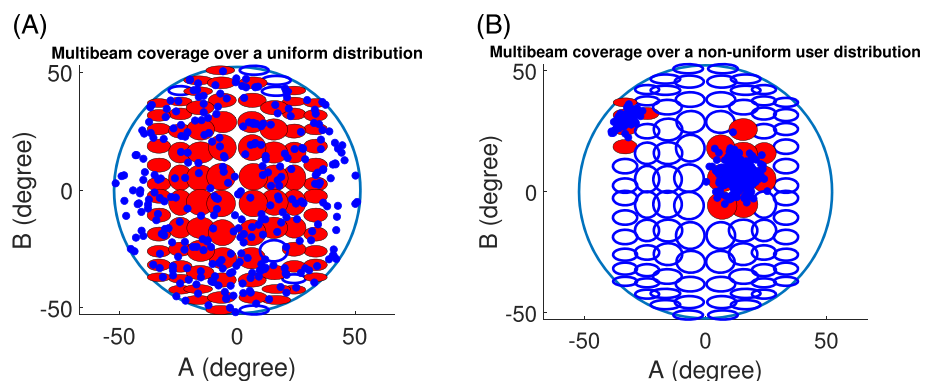 (A)
Multibeam coverage over a uniform distribution
50
0
-50
B (degree)
-50
0
50
A (degree)
(B)
Multibeam coverage over a non-uniform user distribution
50
0
-50
B (degree)
-50
0
50
A (degree)